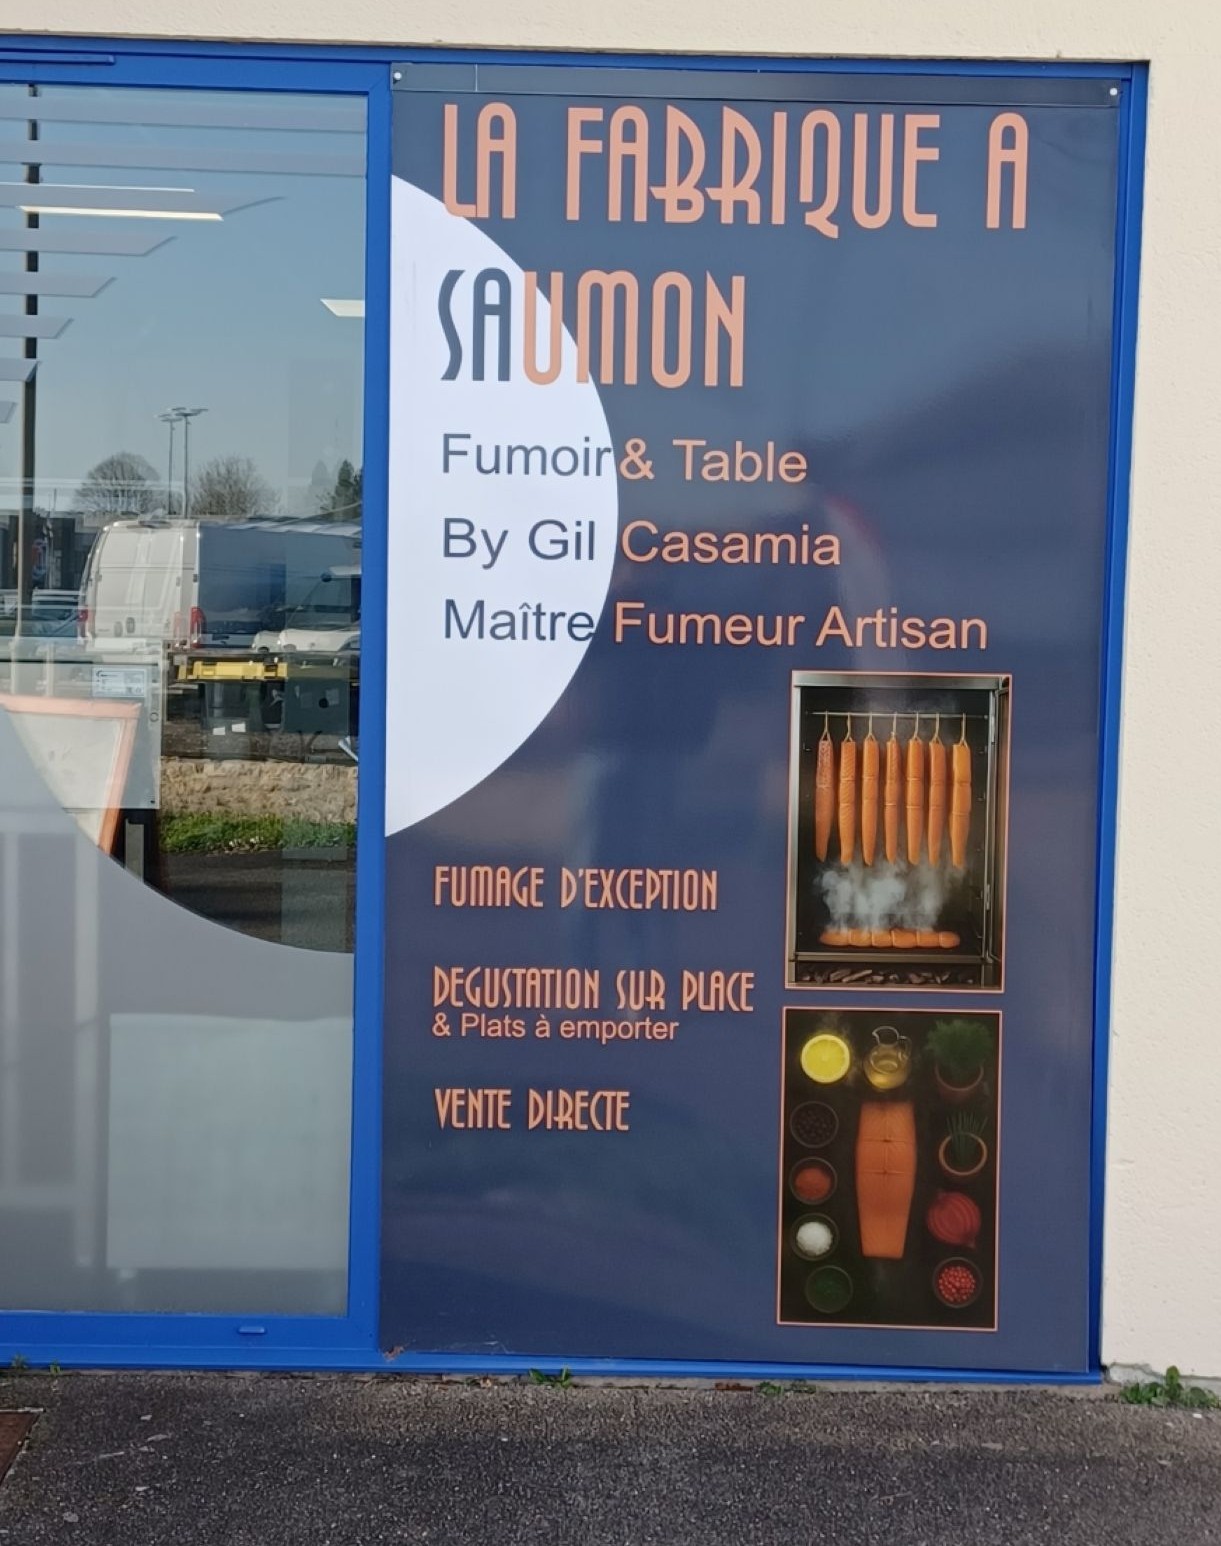 LA FABRIQUE A
SAUMON
Fumoir & Table
By Gil Casamia
Maître Fumeur Artisan
FUMAGE D'EXCEPTION
DEGUSTATION SUR PLACE
& Plats à emporter
VENTE DIRECTE